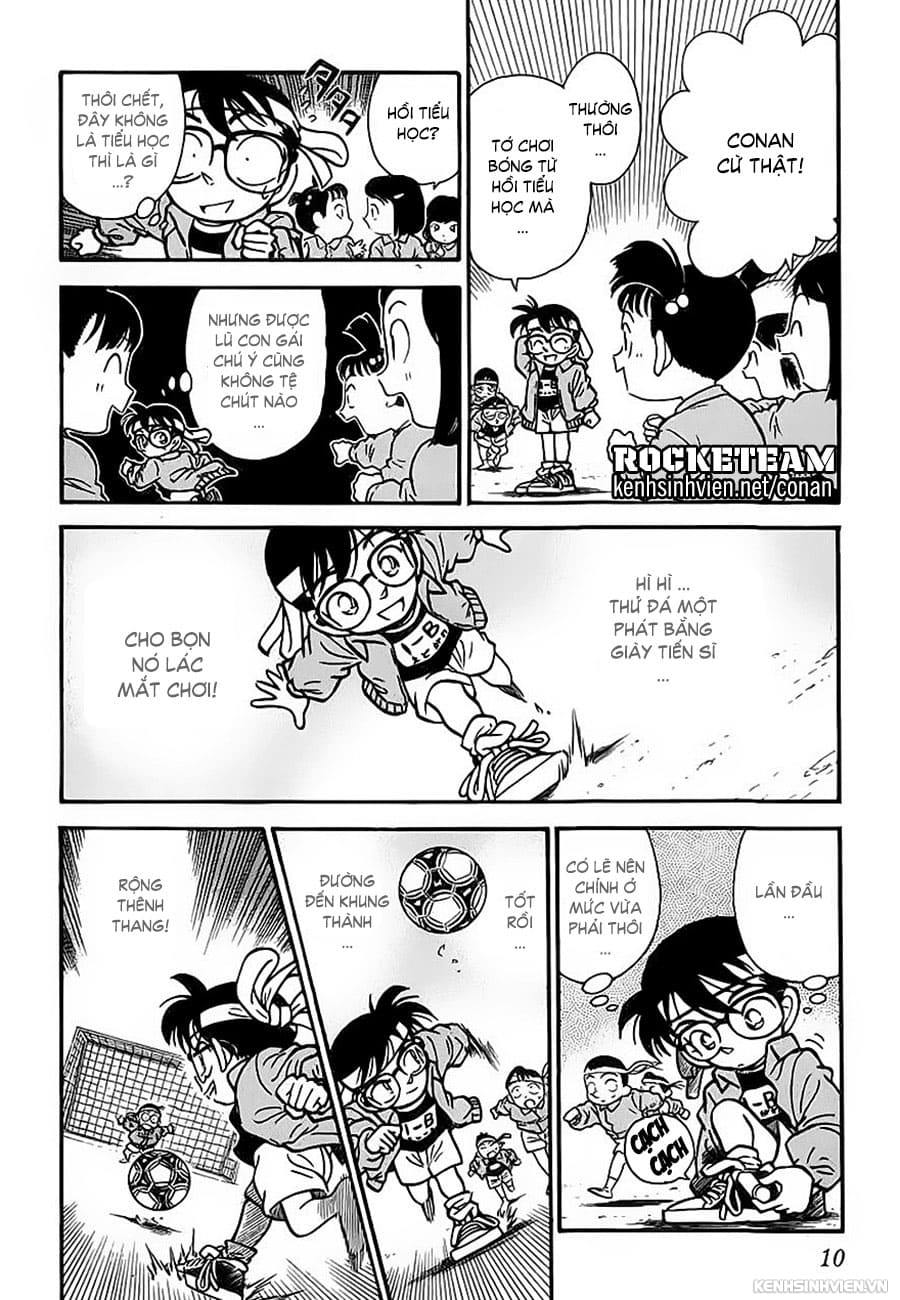 CONAN
CỪ THẬT!
THƯỜNG
THÔI
...
TỚ CHƠI
BÓNG TỪ
HỒI TIỂU
HỌC MÀ
...
ROCKETEAM
kenhsinhvien.net/conan
HỒI TIỂU
HỌC?
THÔI CHẾT,
ĐÂY KHÔNG
LÀ TIỂU HỌC
THÌ LÀ GÌ
...?
NHƯNG ĐƯỢC
LŨ CON GÁI
CHÚ Ý CŨNG
KHÔNG TỆ
CHÚT NÀO
...
HÌ HÌ ...
THỬ ĐÁ MỘT
PHÁT BẰNG
GIÀY TIẾN SĨ
...
CHO BỌN
NÓ LÁC
MẮT CHƠI!
LẦN ĐẦU
...
CÓ LẼ NÊN
CHỈNH Ở
MỨC VỪA
PHẢI THÔI
...
CẠCH
CẠCH
TỐT
RỒI
...
ĐƯỜNG
ĐẾN KHUNG
THÀNH
...
RỘNG
THÊNH
THANG!
10
KENHSINHVIEN.VN